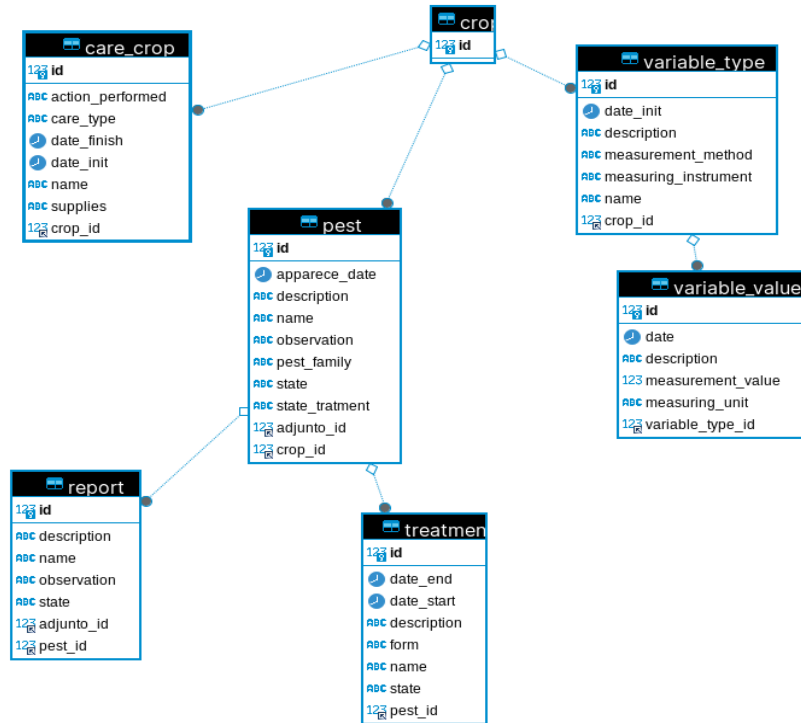 crop
id
care_crop
id
action_performed
care_type
date_finish
date_init
name
supplies
crop_id
variable_type
id
date_init
description
measurement_method
measuring_instrument
name
crop_id
pest
id
apparece_date
description
name
observation
pest_family
state
state_tratment
adjunto_id
crop_id
variable_value
id
date
description
measurement_value
measuring_unit
variable_type_id
report
id
description
name
observation
state
adjunto_id
pest_id
treatmen
id
date_end
date_start
description
form
name
state
pest_id